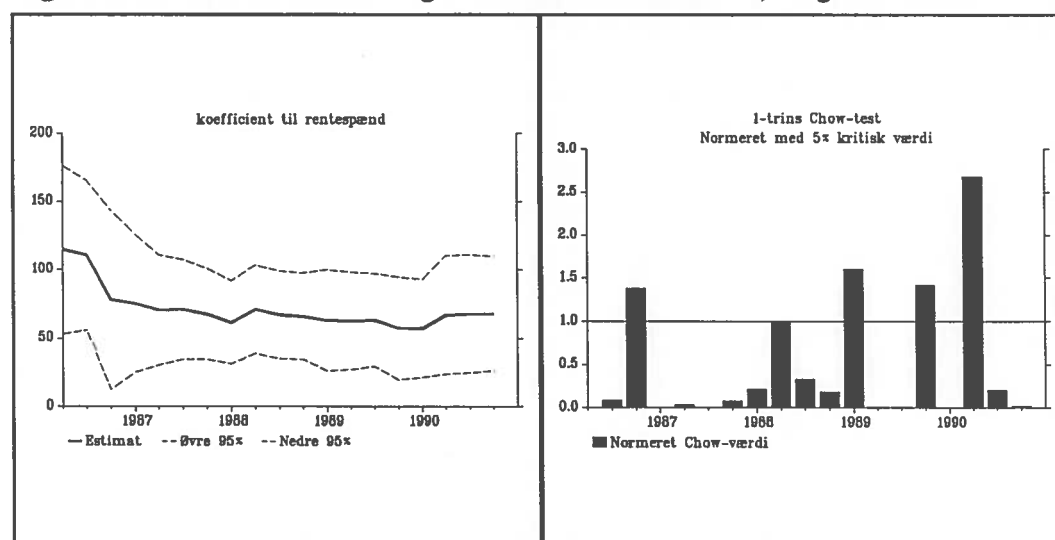 koefficient til rentespænd
200
150
100
50
0
1987 1988 1989 1990
Estimat Øvre 95% Nedre 95%
1-trins Chow-test
Normeret med 5% kritisk værdi
3.0
2.5
2.0
1.5
1.0
0.5
0.0
1987 1988 1989 1990
Normeret Chow-værdi